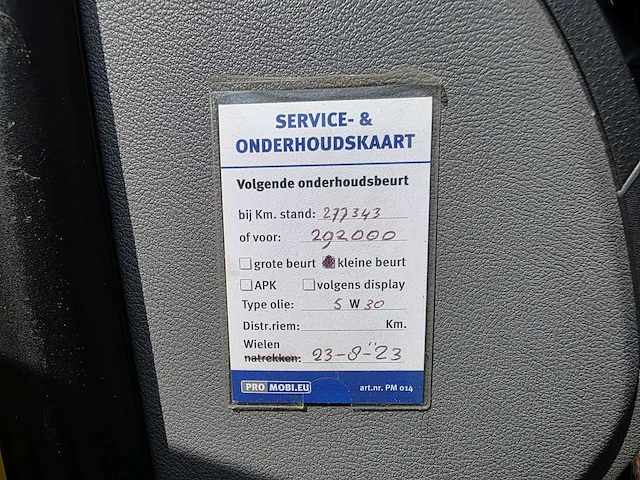 SERVICE- &
ONDERHOUDSKAART
Volgende onderhoudsbeurt
bij Km. stand: 277343
of voor: 292000
grote beurt kleine beurt
APK volgens display
Type olie: 5 W 30
Distr.riem: Km.
Wielen
natrekken: 23-8-23
PRO MOBI.EU art.nr. PM 014